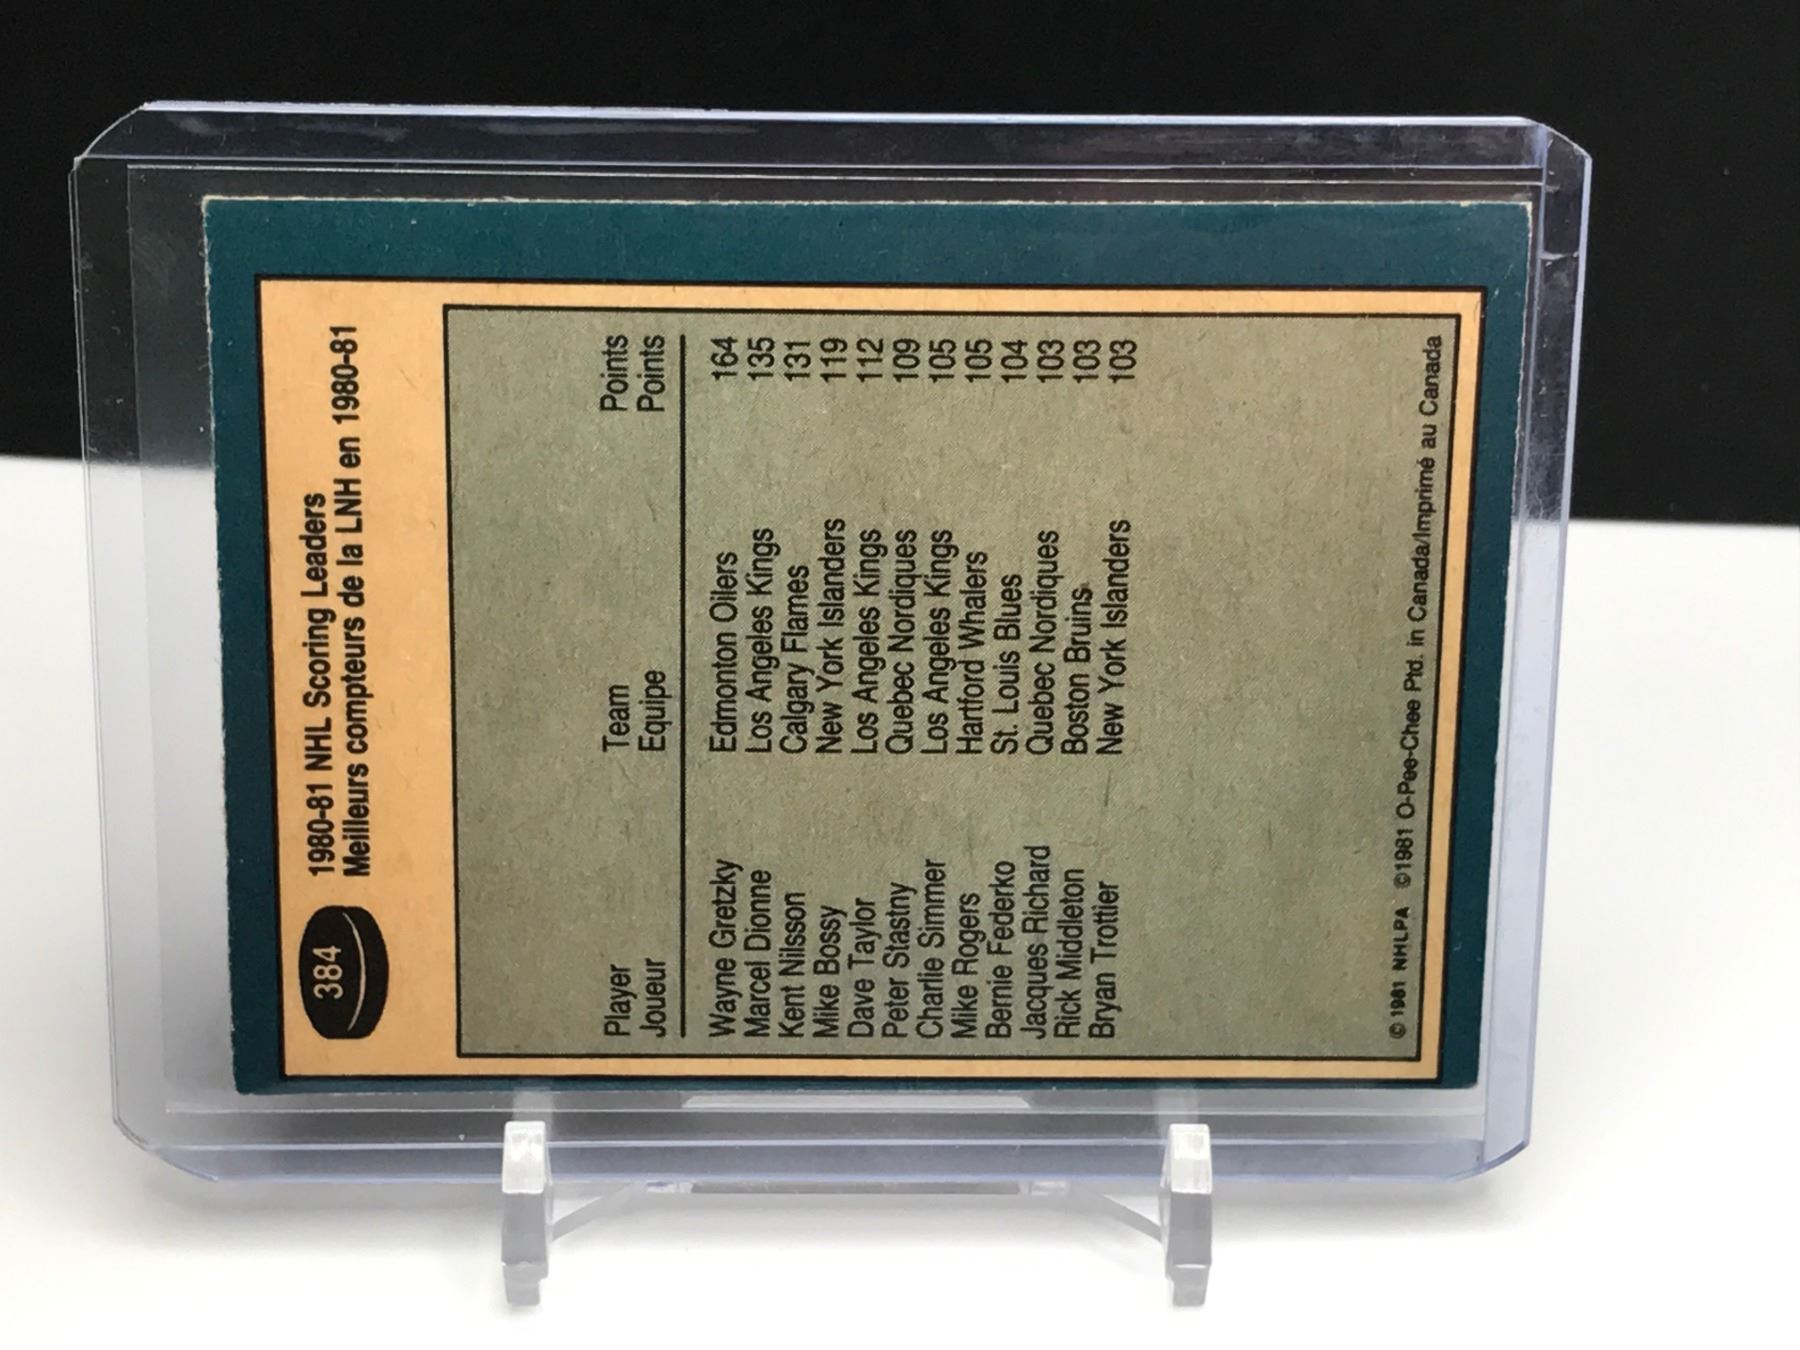 384
1980-81 NHL Scoring Leaders
Meilleurs compteurs de la LNH en 1980-81
Player Team Points
Joueur Equipe Points
Wayne Gretzky Edmonton Oilers 164
Marcel Dionne Los Angeles Kings 135
Kent Nilsson Calgary Flames 131
Mike Bossy New York Islanders 119
Dave Taylor Los Angeles Kings 112
Peter Stastny Quebec Nordiques 109
Charlie Simmer Los Angeles Kings 105
Mike Rogers Hartford Whalers 105
Bernie Federko St. Louis Blues 104
Jacques Richard Quebec Nordiques 103
Rick Middleton Boston Bruins 103
Bryan Trottier New York Islanders 103
© 1981 NHLPA ©1981 O-Pee-Chee Ptd. in Canada/Imprimé au Canada